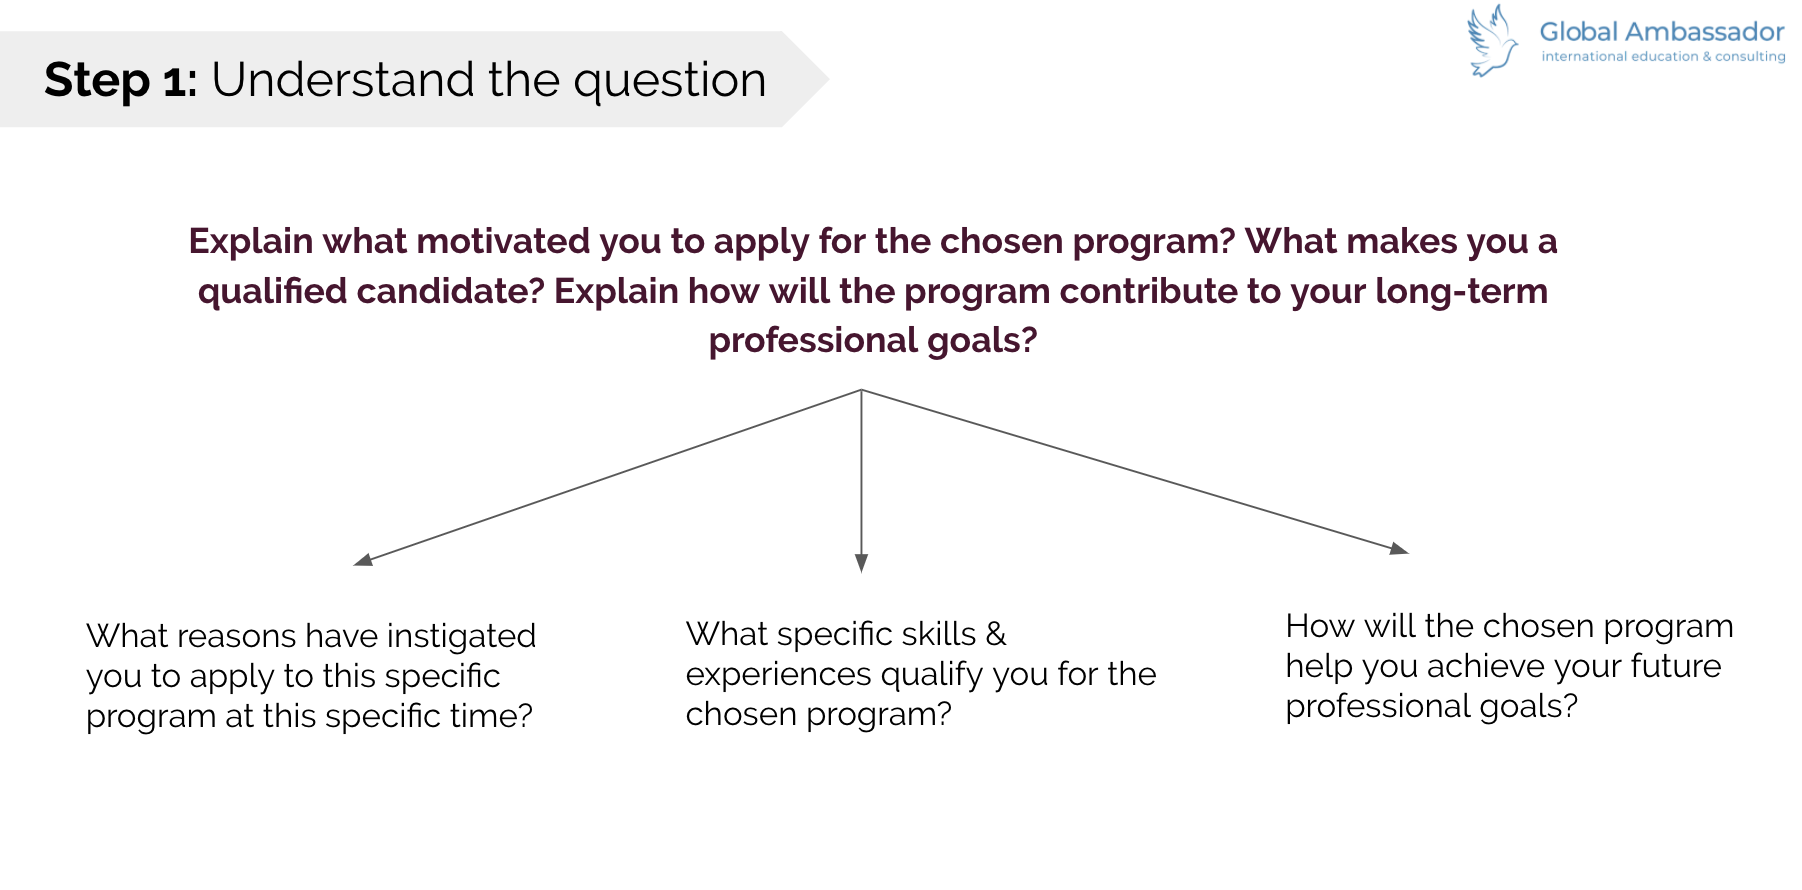 Global Ambassador
international education & consulting
Step 1: Understand the question
Explain what motivated you to apply for the chosen program? What makes you a
qualified candidate? Explain how will the program contribute to your long-term
professional goals?
What reasons have instigated
you to apply to this specific
program at this specific time?
What specific skills &
experiences qualify you for the
chosen program?
How will the chosen program
help you achieve your future
professional goals?